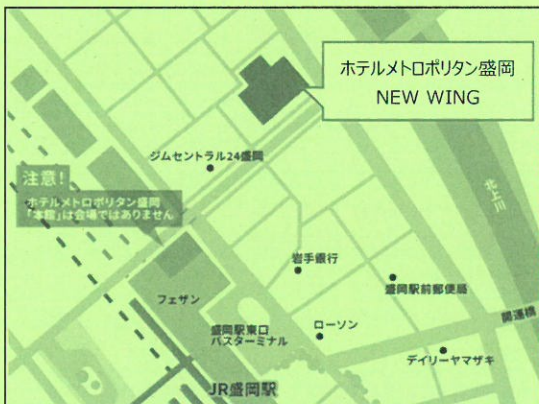 ホテルメトロポリタン盛岡
NEW WING
ジムセントラル24盛岡
注意!
ホテルメトロポリタン盛岡
「本館」は会場ではありません
北上川
岩手銀行
盛岡駅前郵便局
フェザン
盛岡駅東口
バスターミナル
ローソン
開運橋
デイリーヤマザキ
JR盛岡駅